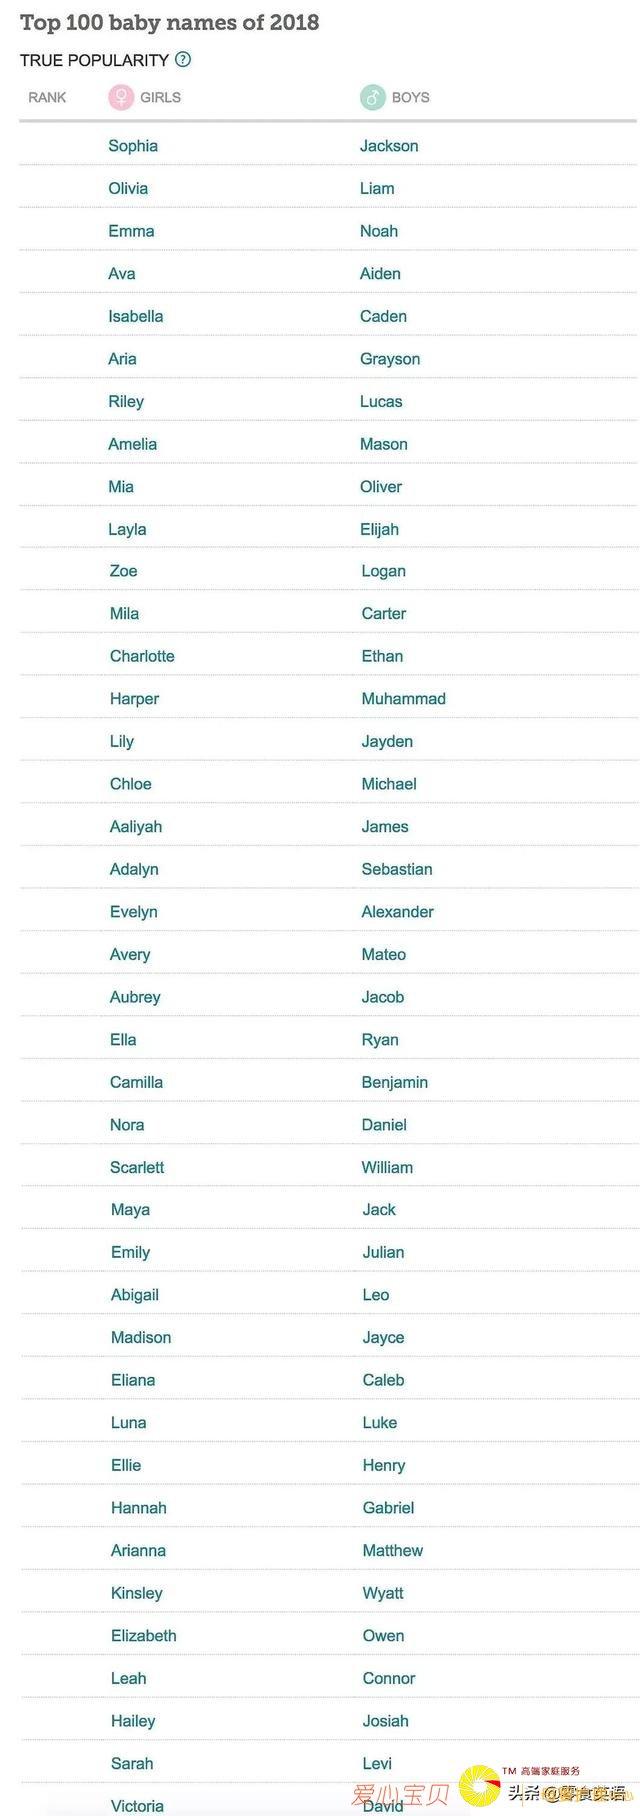 Top 100 baby names of 2018
TRUE POPULARITY ?
RANK GIRLS BOYS
Sophia Jackson
Olivia Liam
Emma Noah
Ava Aiden
Isabella Caden
Aria Grayson
Riley Lucas
Amelia Mason
Mia Oliver
Layla Elijah
Zoe Logan
Mila Carter
Charlotte Ethan
Harper Muhammad
Lily Jayden
Chloe Michael
Aaliyah James
Adalyn Sebastian
Evelyn Alexander
Avery Mateo
Aubrey Jacob
Ella Ryan
Camilla Benjamin
Nora Daniel
Scarlett William
Maya Jack
Emily Julian
Abigail Leo
Madison Jayce
Eliana Caleb
Luna Luke
Ellie Henry
Hannah Gabriel
Arianna Matthew
Kinsley Wyatt
Elizabeth Owen
Leah Connor
Hailey Josiah
Sarah Levi
TM 高端家庭服务
爱心宝贝 头条
Victoria David